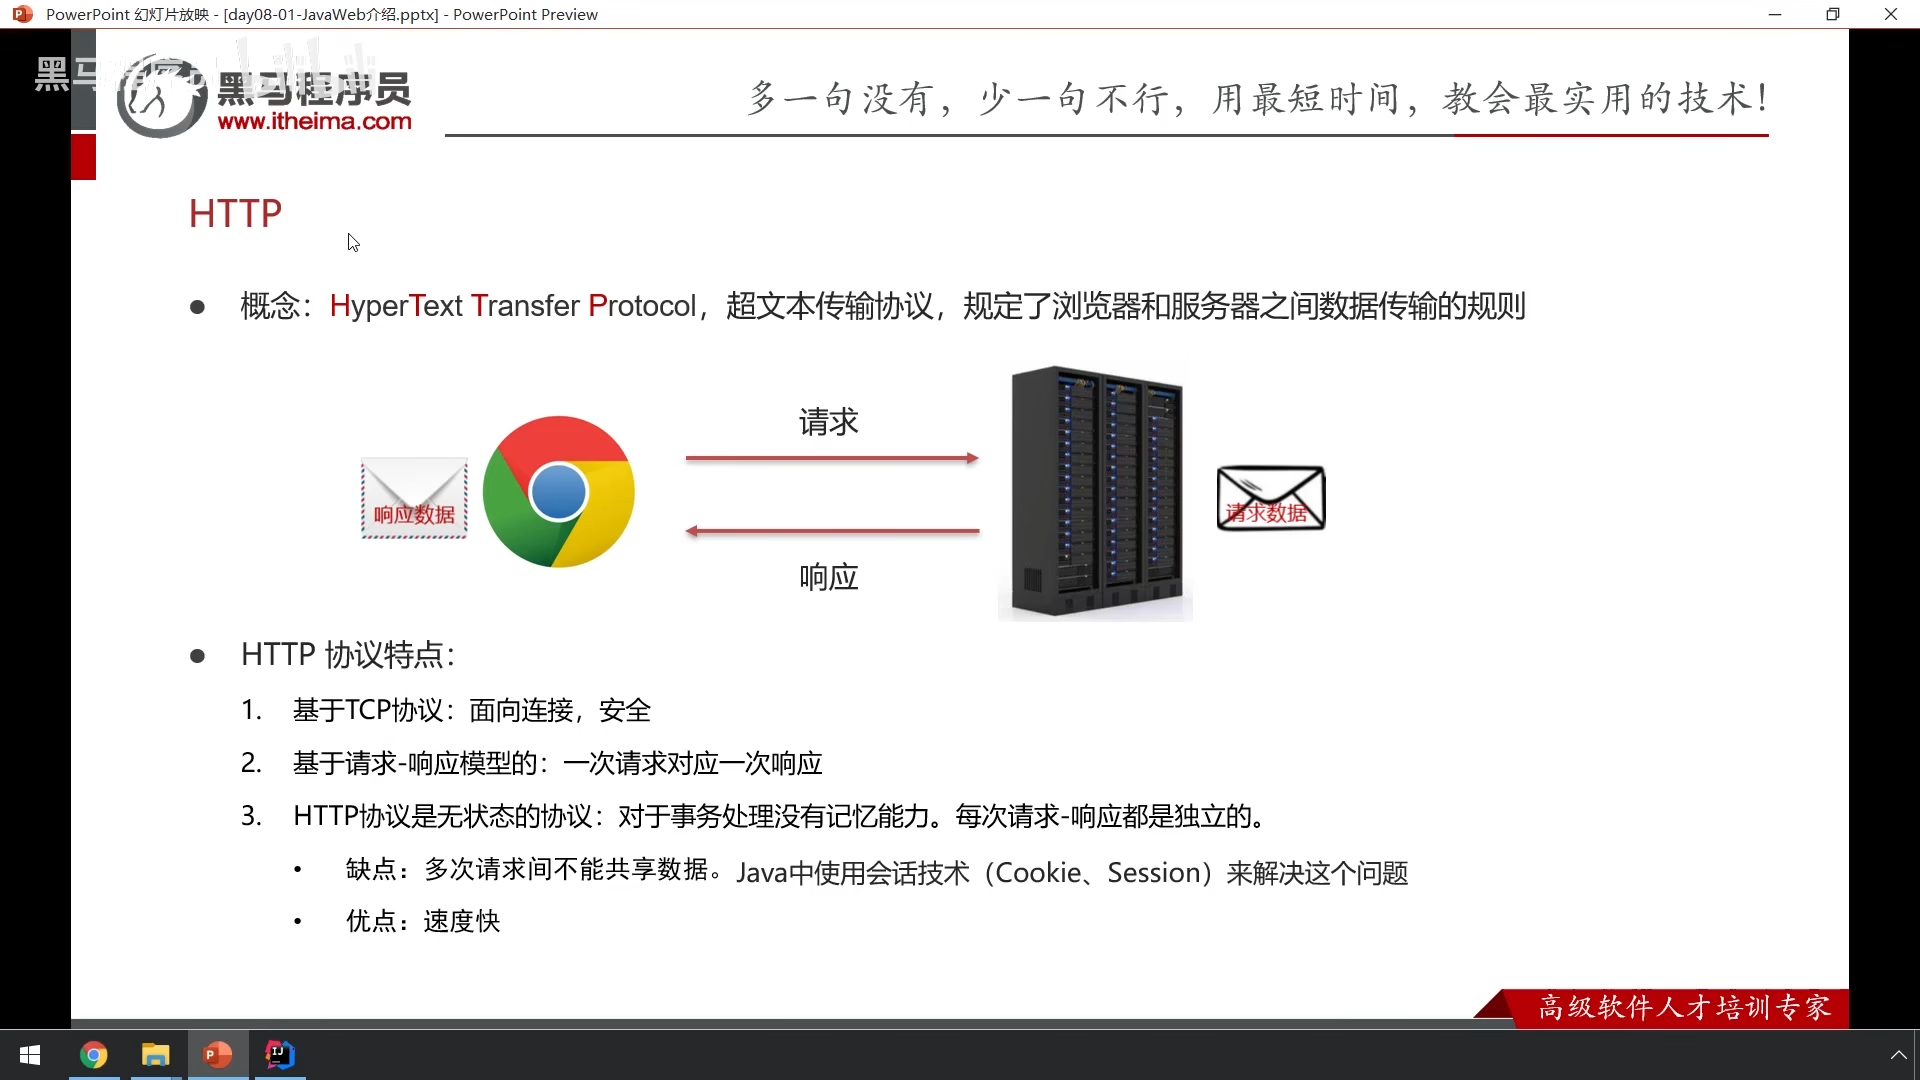 PowerPoint 幻灯片放映 - [day08-01-JavaWeb介绍.pptx] - PowerPoint Preview
黑马程序员
www.itheima.com
多一句没有，少一句不行，用最短时间，教会最实用的技术！
HTTP
● 概念：HyperText Transfer Protocol，超文本传输协议，规定了浏览器和服务器之间数据传输的规则
请求
响应数据
请求数据
响应
● HTTP 协议特点：
1. 基于TCP协议：面向连接，安全
2. 基于请求-响应模型的：一次请求对应一次响应
3. HTTP协议是无状态的协议：对于事务处理没有记忆能力。每次请求-响应都是独立的。
• 缺点：多次请求间不能共享数据。Java中使用会话技术（Cookie、Session）来解决这个问题
• 优点：速度快
高级软件人才培训专家